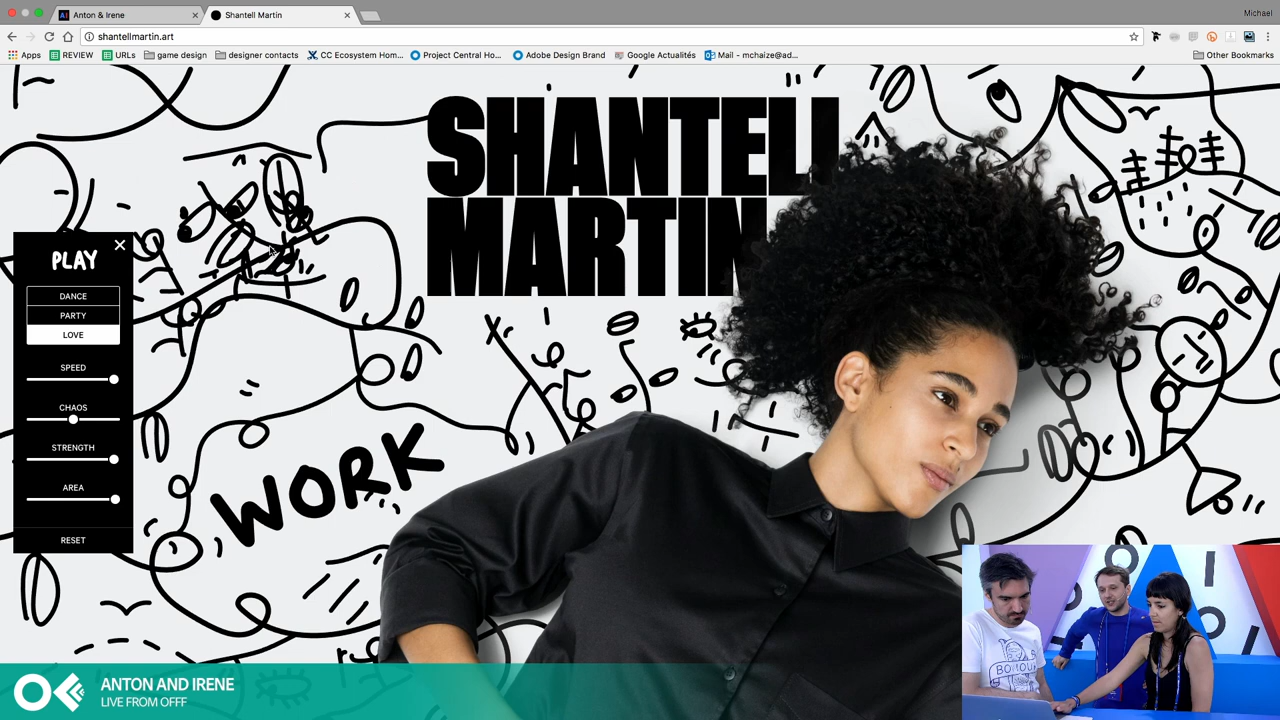 Anton & Irene
Shantell Martin
Michael
shantellmartin.art
Apps
REVIEW
URLs
game design
designer contacts
CC Ecosystem Hom...
Project Central Ho...
Adobe Design Brand
Google Actualités
Mail - mchaize@ad...
Other Bookmarks
SHANTELL
MARTIN
PLAY
DANCE
PARTY
LOVE
SPEED
CHAOS
STRENGTH
AREA
RESET
WORK
BONJOUR
ANTON AND IRENE
LIVE FROM OFFF